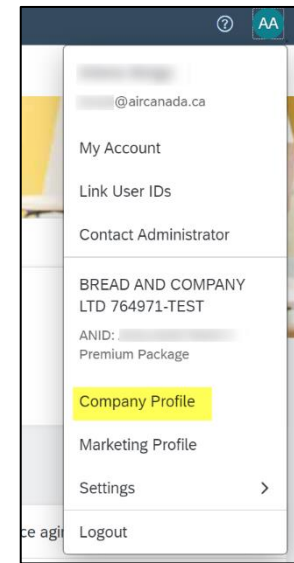 AA
@aircanada.ca
My Account
Link User IDs
Contact Administrator
BREAD AND COMPANY
LTD 764971-TEST
ANID:
Premium Package
Company Profile
Marketing Profile
Settings
ce agi
Logout